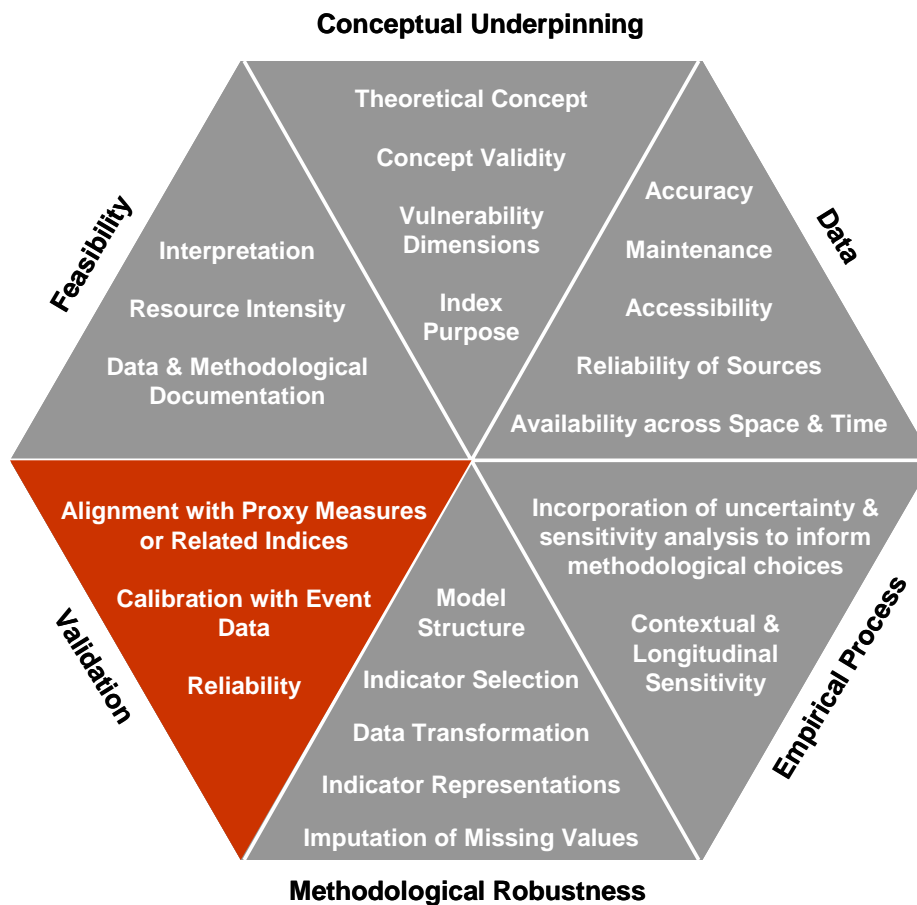 Conceptual Underpinning
Theoretical Concept
Concept Validity
Vulnerability
Dimensions
Index
Purpose
Data
Accuracy
Maintenance
Accessibility
Reliability of Sources
Availability across Space & Time
Empirical Process
Incorporation of uncertainty &
sensitivity analysis to inform
methodological choices
Contextual &
Longitudinal
Sensitivity
Methodological Robustness
Model
Structure
Indicator Selection
Data Transformation
Indicator Representations
Imputation of Missing Values
Validation
Alignment with Proxy Measures
or Related Indices
Calibration with Event
Data
Reliability
Feasibility
Interpretation
Resource Intensity
Data & Methodological
Documentation